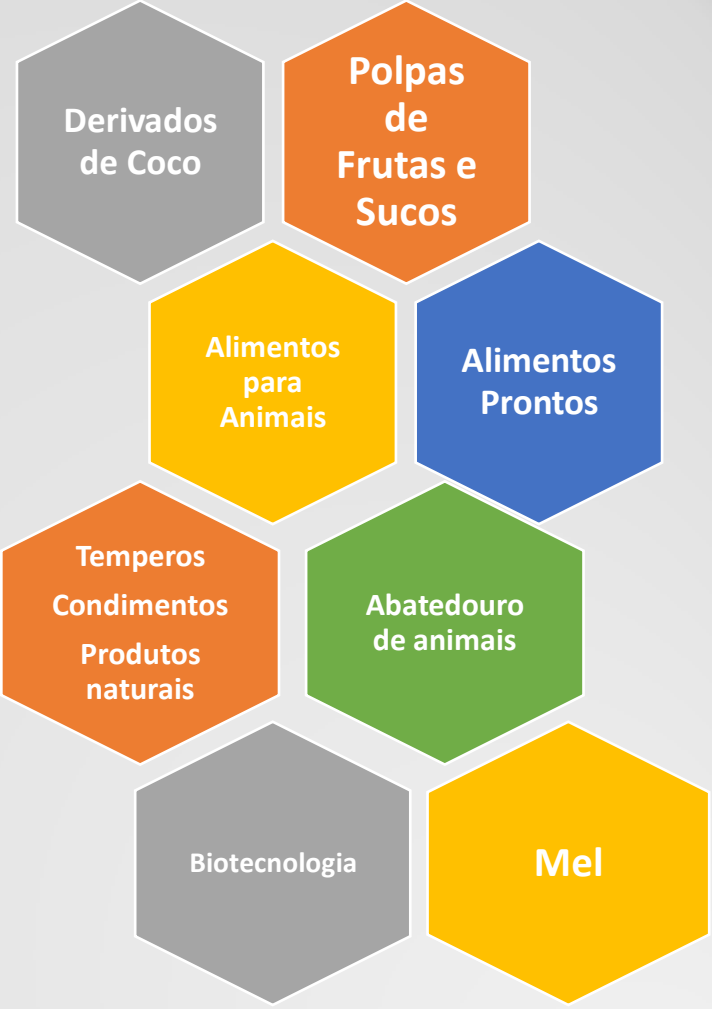 Derivados
de Coco
Polpas
de
Frutas e
Sucos
Alimentos
para
Animais
Alimentos
Prontos
Temperos
Condimentos
Produtos
naturais
Abatedouro
de animais
Biotecnologia
Mel